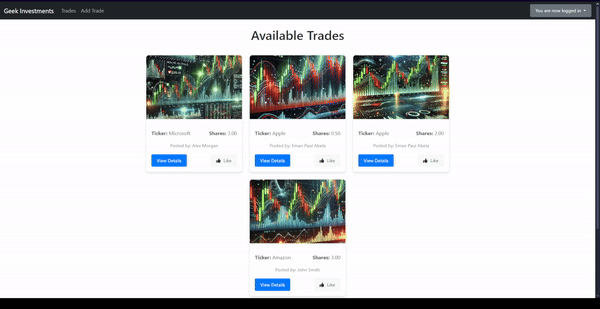 Geek Investments Trades Add Trade You are now logged in
Available Trades
Ticker: Microsoft Shares: 3.00
Posted by: Alex Morgan
View Details Like
Ticker: Apple Shares: 0.50
Posted by: Eman Paul Abela
View Details Like
Ticker: Apple Shares: 2.00
Posted by: Eman Paul Abela
View Details Like
Ticker: Amazon Shares: 3.00
Posted by: John Smith
View Details Like